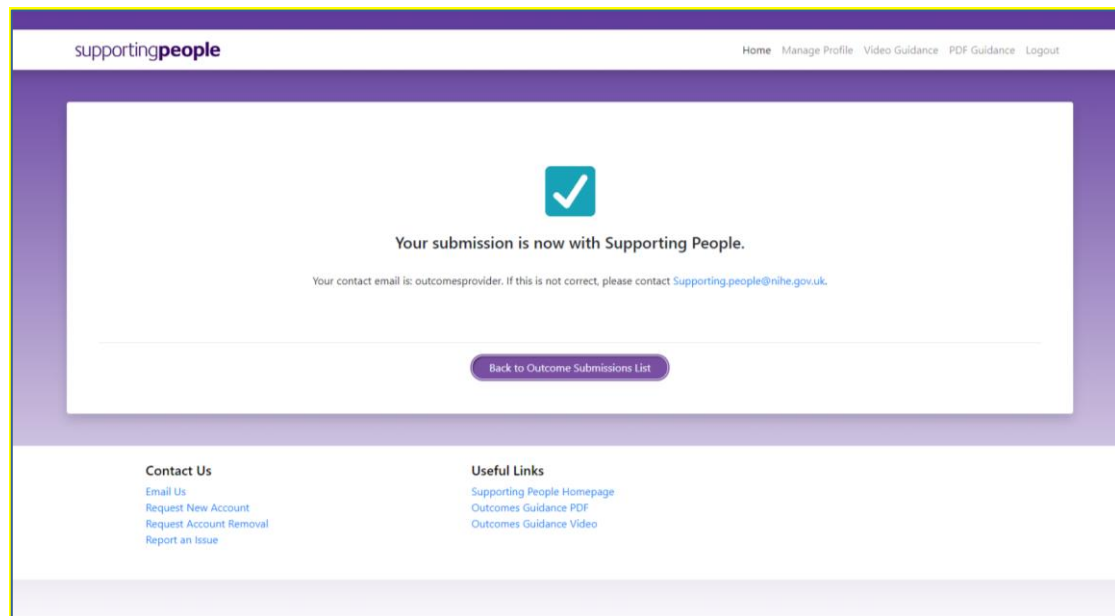 supportingpeople
Home Manage Profile Video Guidance PDF Guidance Logout
Your submission is now with Supporting People.
Your contact email is: outcomesprovider. If this is not correct, please contact Supporting.people@nihe.gov.uk.
Back to Outcome Submissions List
Contact Us
Email Us
Request New Account
Request Account Removal
Report an Issue
Useful Links
Supporting People Homepage
Outcomes Guidance PDF
Outcomes Guidance Video